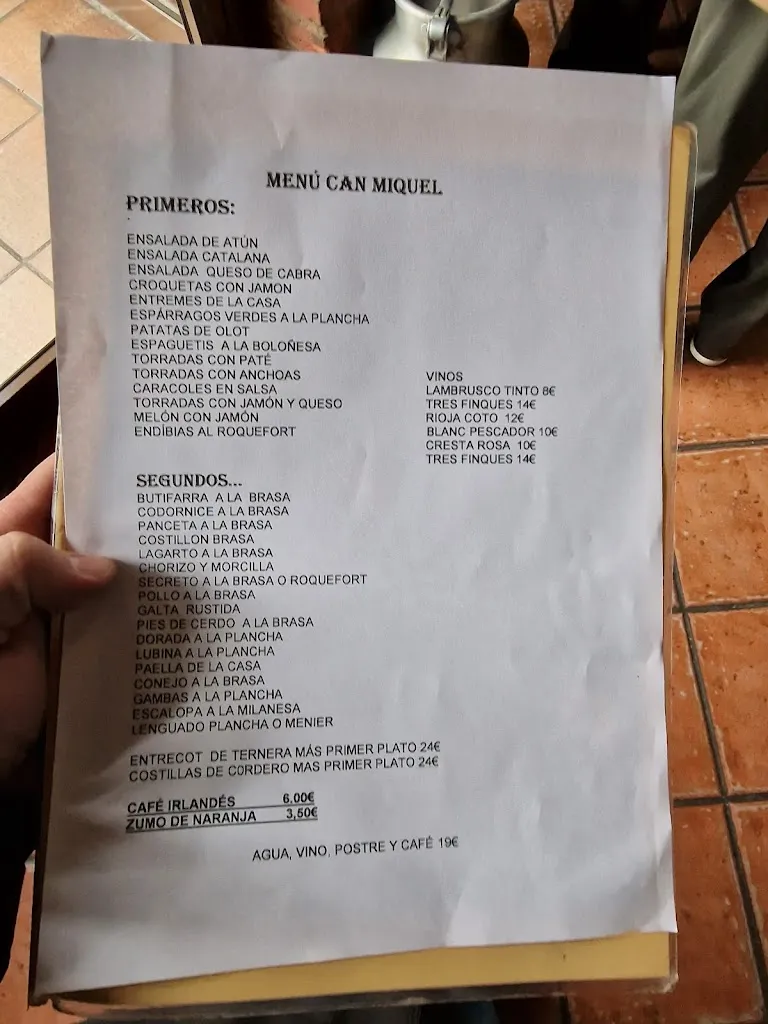 MENÚ CAN MIQUEL
PRIMEROS:
ENSALADA DE ATÚN
ENSALADA CATALANA
ENSALADA QUESO DE CABRA
CROQUETAS CON JAMON
ENTREMES DE LA CASA
ESPÁRRAGOS VERDES A LA PLANCHA
PATATAS DE OLOT
ESPAGUETIS A LA BOLOÑESA
TORRADAS CON PATÉ
TORRADAS CON ANCHOAS
CARACOLES EN SALSA
TORRADAS CON JAMÓN Y QUESO
MELÓN CON JAMÓN
ENDÍBIAS AL ROQUEFORT
VINOS
LAMBRUSCO TINTO 8€
TRES FINQUES 14€
RIOJA COTO 12€
BLANC PESCADOR 10€
CRESTA ROSA 10€
TRES FINQUES 14€
SEGUNDOS...
BUTIFARRA A LA BRASA
CODORNICE A LA BRASA
PANCETA A LA BRASA
COSTILLON BRASA
LAGARTO A LA BRASA
CHORIZO Y MORCILLA
SECRETO A LA BRASA O ROQUEFORT
POLLO A LA BRASA
GALTA RUSTIDA
PIES DE CERDO A LA BRASA
DORADA A LA PLANCHA
LUBINA A LA PLANCHA
PAELLA DE LA CASA
CONEJO A LA BRASA
GAMBAS A LA PLANCHA
ESCALOPA A LA MILANESA
LENGUADO PLANCHA O MENIER
ENTRECOT DE TERNERA MÁS PRIMER PLATO 24€
COSTILLAS DE C0RDERO MAS PRIMER PLATO 24€
CAFÉ IRLANDÉS 6.00€
ZUMO DE NARANJA 3,50€
AGUA, VINO, POSTRE Y CAFÉ 19€